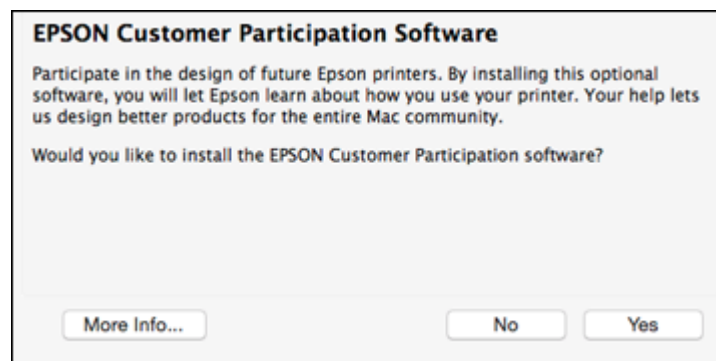 EPSON Customer Participation Software
Participate in the design of future Epson printers. By installing this optional
software, you will let Epson learn about how you use your printer. Your help lets
us design better products for the entire Mac community.
Would you like to install the EPSON Customer Participation software?
More Info... No Yes